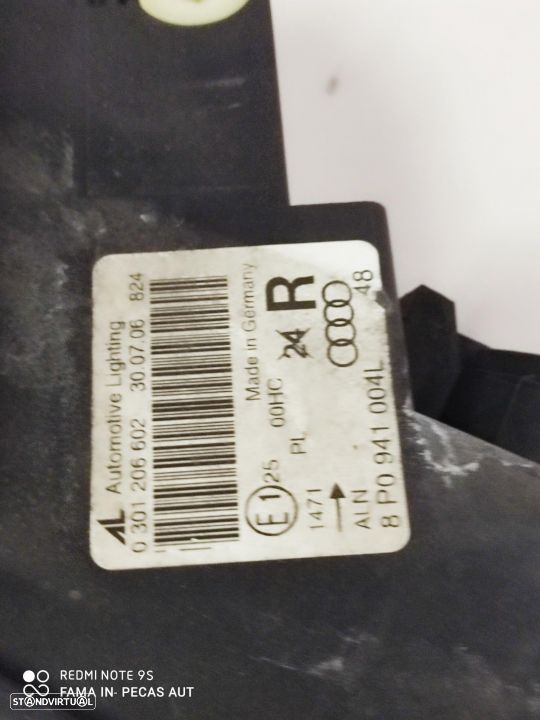 AL Automotive Lighting
0 301 206 602 30.07.06 824
Made in Germany
E1 25 00HC 24 R
1471 PL
AIN 48
8 P0 941 004L
REDMI NOTE 9S
FAMA IN- PECAS AUT
STANDVIRTUAL